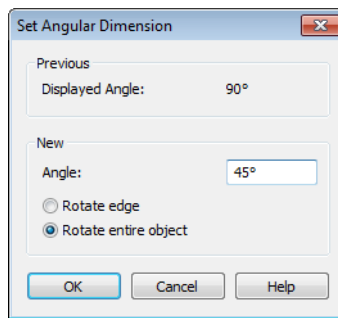 Set Angular Dimension
Previous
Displayed Angle: 90°
New
Angle: 45°
Rotate edge
Rotate entire object
OK Cancel Help